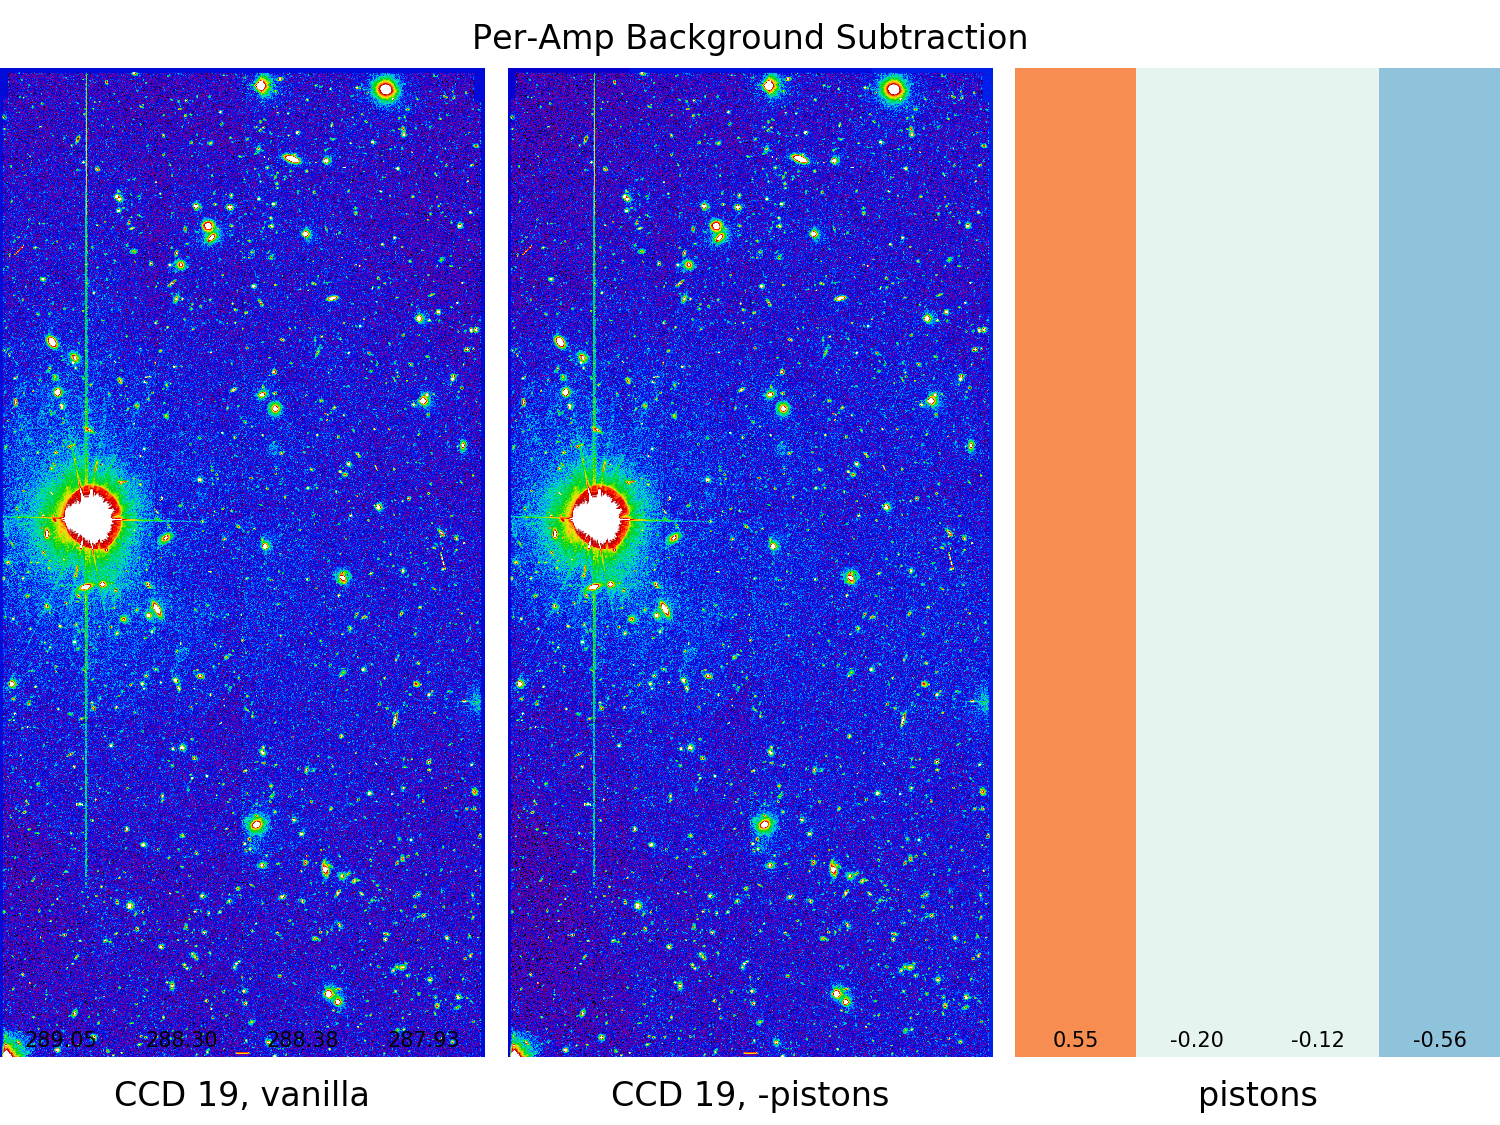 Per-Amp Background Subtraction
289.05 288.30 288.38 287.93
0.55 -0.20 -0.12 -0.56
CCD 19, vanilla
CCD 19, -pistons
pistons